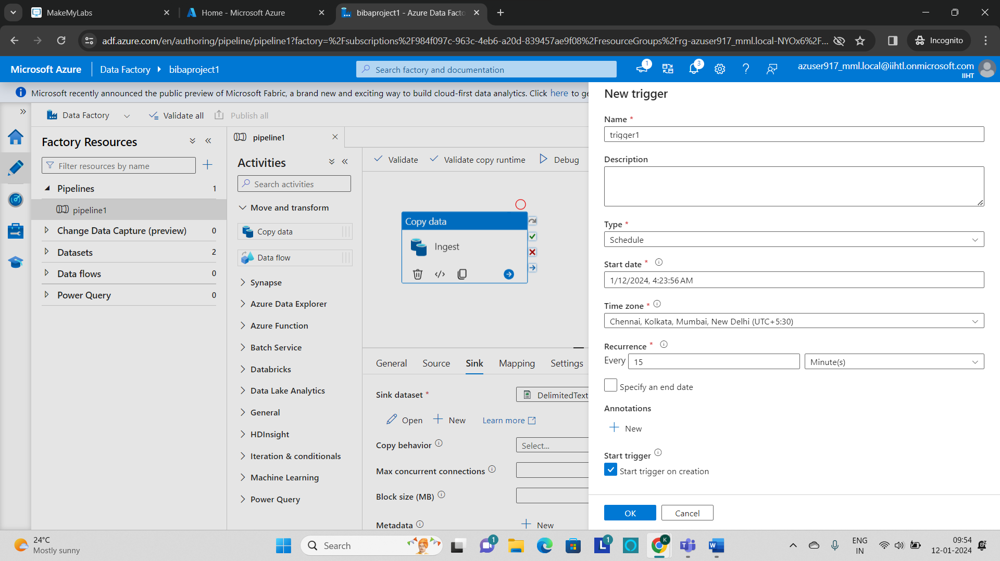 MakeMyLabs
Home - Microsoft Azure
bibaproject1 - Azure Data Facto
adf.azure.com/en/authoring/pipeline/pipeline1?factory=%2Fsubscriptions%2F984f097c-963c-4eb6-a20d-839457ae9f08%2FresourceGroups%2Frg-azuser917_mml.local-NYOx6%2F...
Incognito
Microsoft Azure
Data Factory
bibaproject1
Search factory and documentation
1
3
azuser917_mml.local@iihtl.onmicrosoft.com
IIHT
Microsoft recently announced the public preview of Microsoft Fabric, a brand new and exciting way to build cloud-first data analytics. Click here to ge
Data Factory
Validate all
Publish all
Factory Resources
Filter resources by name
Pipelines 1
pipeline1
Change Data Capture (preview) 0
Datasets 2
Data flows 0
Power Query 0
pipeline1
Activities
Search activities
Move and transform
Copy data
Data flow
Synapse
Azure Data Explorer
Azure Function
Batch Service
Databricks
Data Lake Analytics
General
HDInsight
Iteration & conditionals
Machine Learning
Power Query
Validate
Validate copy runtime
Debug
Copy data
Ingest
General
Source
Sink
Mapping
Settings
Sink dataset *
DelimitedText
Open
New
Learn more
Copy behavior
Select...
Max concurrent connections
Block size (MB)
Metadata
New
New trigger
Name *
trigger1
Description
Type *
Schedule
Start date *
1/12/2024, 4:23:56 AM
Time zone *
Chennai, Kolkata, Mumbai, New Delhi (UTC+5:30)
Recurrence *
Every 15 Minute(s)
Specify an end date
Annotations
New
Start trigger
Start trigger on creation
OK
Cancel
24°C
Mostly sunny
Search
1
1
K
ENG
IN
09:54
12-01-2024